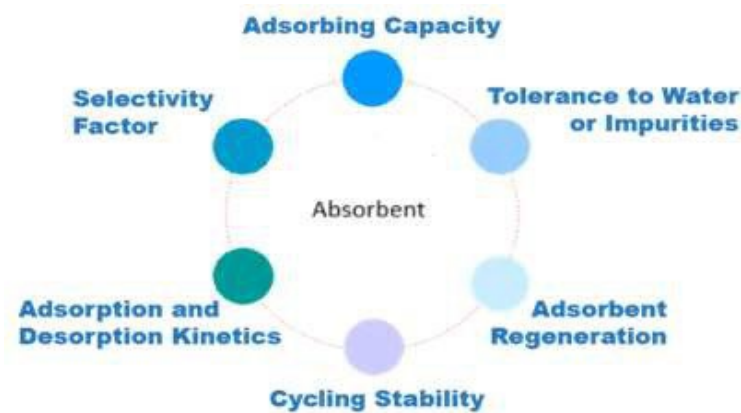 Adsorbing Capacity
Selectivity
Factor
Tolerance to Water
or Impurities
Absorbent
Adsorption and
Desorption Kinetics
Adsorbent
Regeneration
Cycling Stability